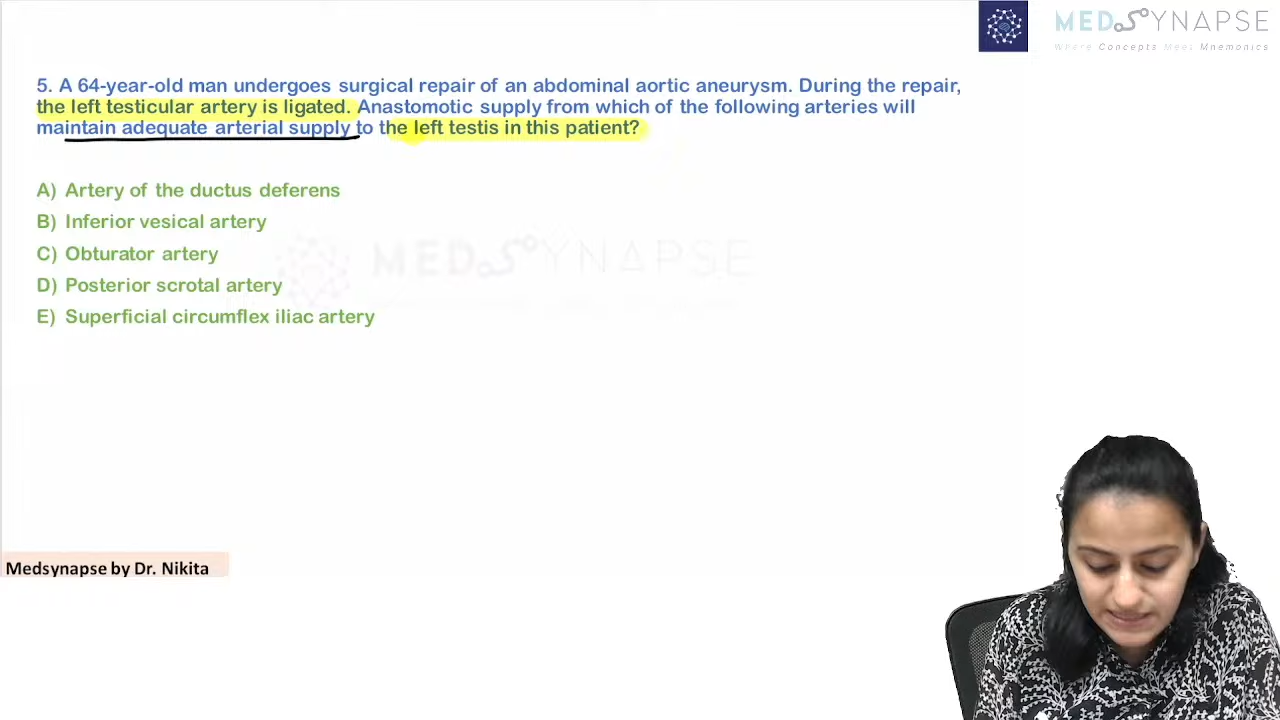 MEDSYNAPSE
Where Concepts Meet Mnemonics
5. A 64-year-old man undergoes surgical repair of an abdominal aortic aneurysm. During the repair,
the left testicular artery is ligated. Anastomotic supply from which of the following arteries will
maintain adequate arterial supply to the left testis in this patient?
A) Artery of the ductus deferens
B) Inferior vesical artery
C) Obturator artery
D) Posterior scrotal artery
E) Superficial circumflex iliac artery
MEDSYNAPSE
Medsynapse by Dr. Nikita